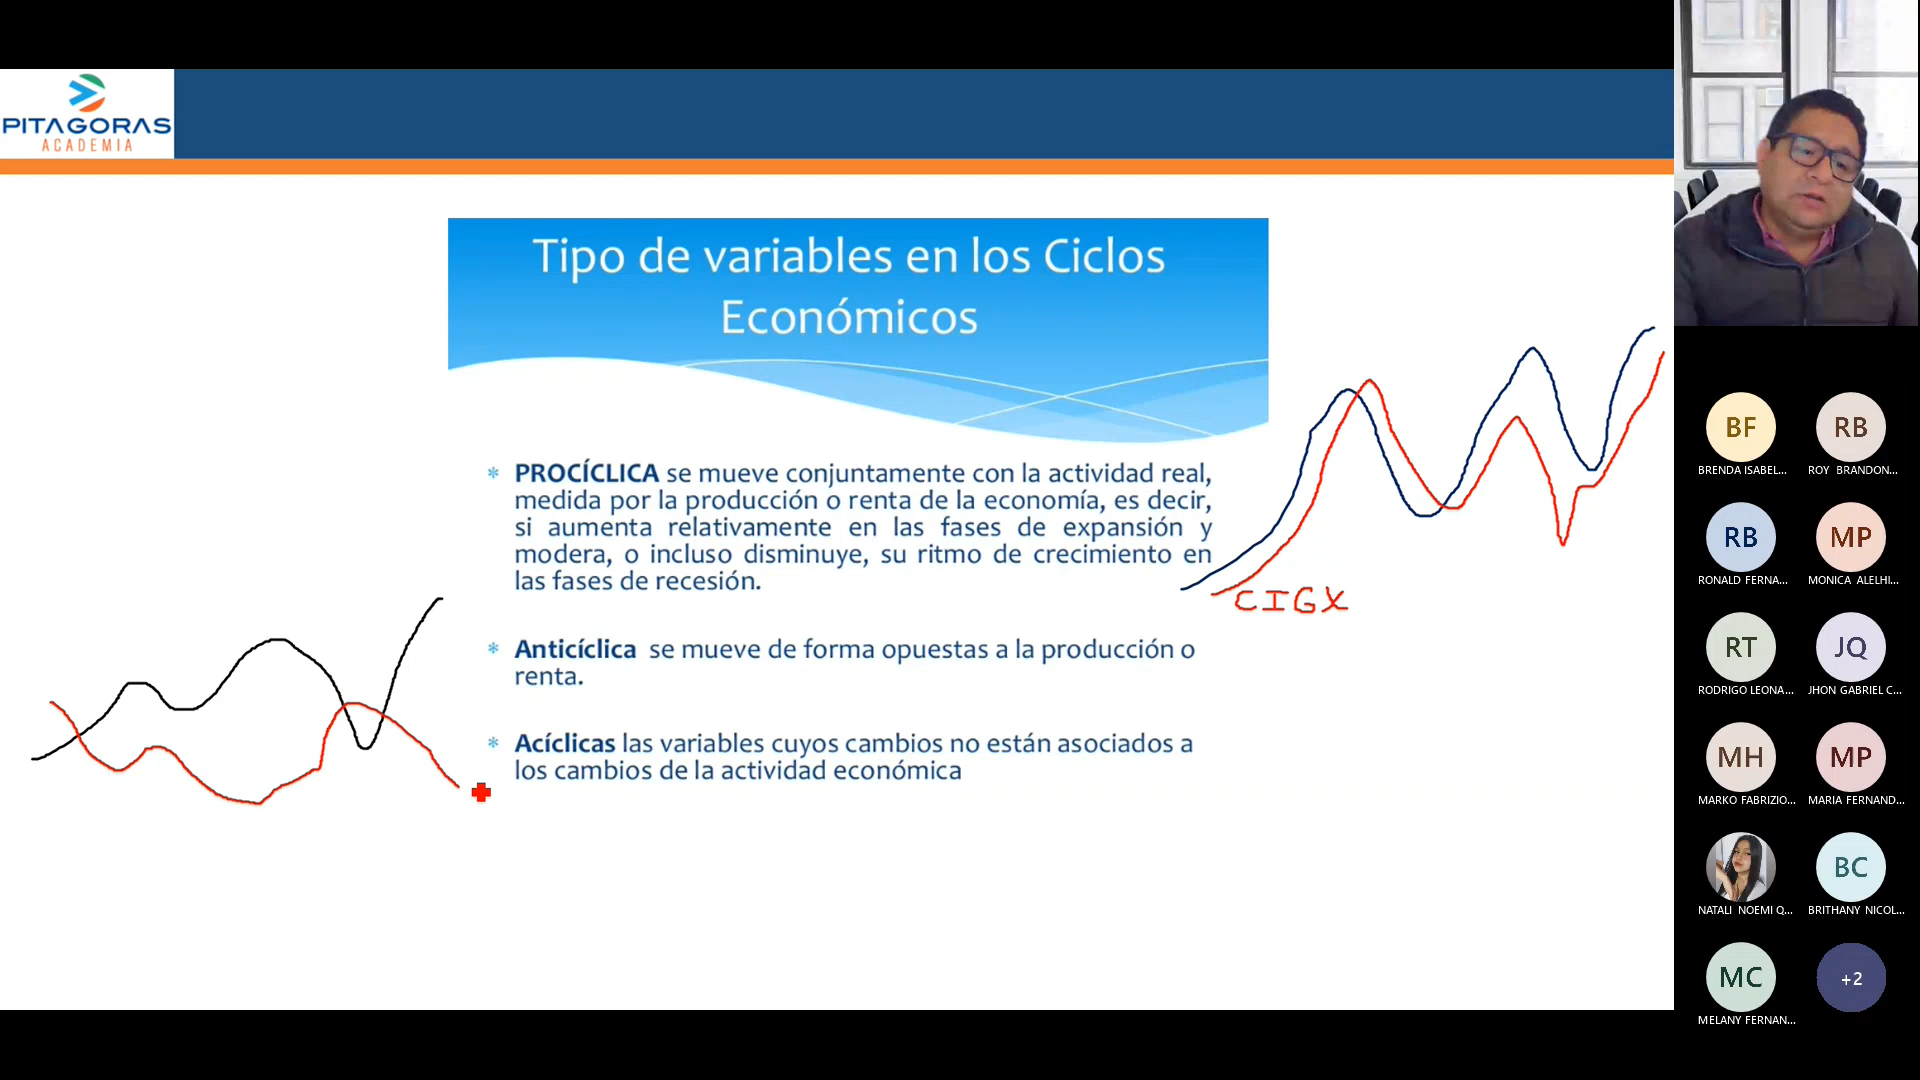 PITAGORAS
ACADEMIA
Tipo de variables en los Ciclos
Económicos
* PROCÍCLICA se mueve conjuntamente con la actividad real,
medida por la producción o renta de la economía, es decir,
si aumenta relativamente en las fases de expansión y
modera, o incluso disminuye, su ritmo de crecimiento en
las fases de recesión.
* Anticíclica se mueve de forma opuestas a la producción o
renta.
* Acíclicas las variables cuyos cambios no están asociados a
los cambios de la actividad económica
CIGX
BF
BRENDA ISABEL...
RB
ROY BRANDON...
RB
RONALD FERNA...
MP
MONICA ALELHI...
RT
RODRIGO LEONA...
JQ
JHON GABRIEL C...
MH
MARKO FABRIZIO...
MP
MARIA FERNAND...
NATALI NOEMI Q...
BC
BRITHANY NICOL...
MC
MELANY FERNAN...
+2